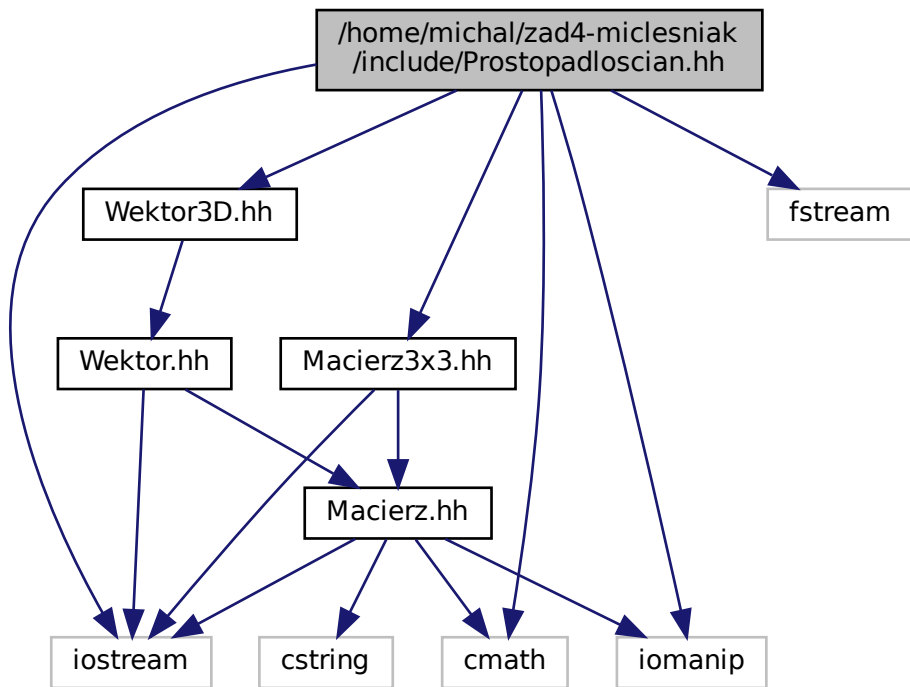 /home/michal/zad4-miclesniak
/include/Prostopadloscian.hh
Wektor3D.hh
fstream
Wektor.hh
Macierz3x3.hh
Macierz.hh
iostream
cstring
cmath
iomanip